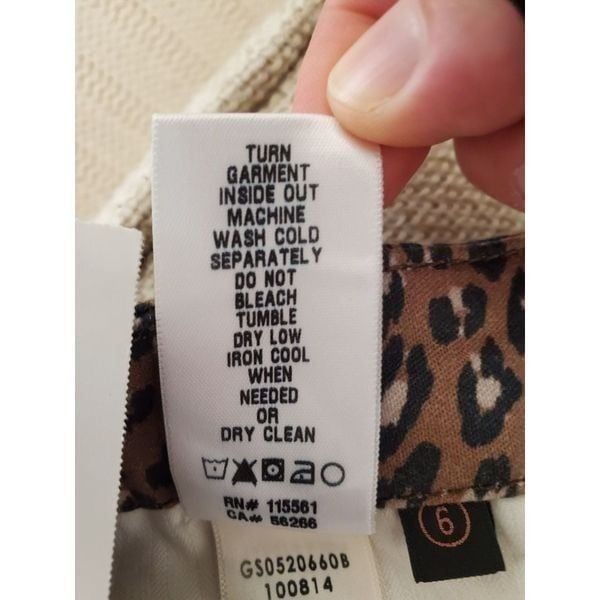 TURN
GARMENT
INSIDE OUT
MACHINE
WASH COLD
SEPARATELY
DO NOT
BLEACH
TUMBLE
DRY LOW
IRON COOL
WHEN
NEEDED
OR
DRY CLEAN
RN# 115561
CA# 56266
GS0520660B
100814
6